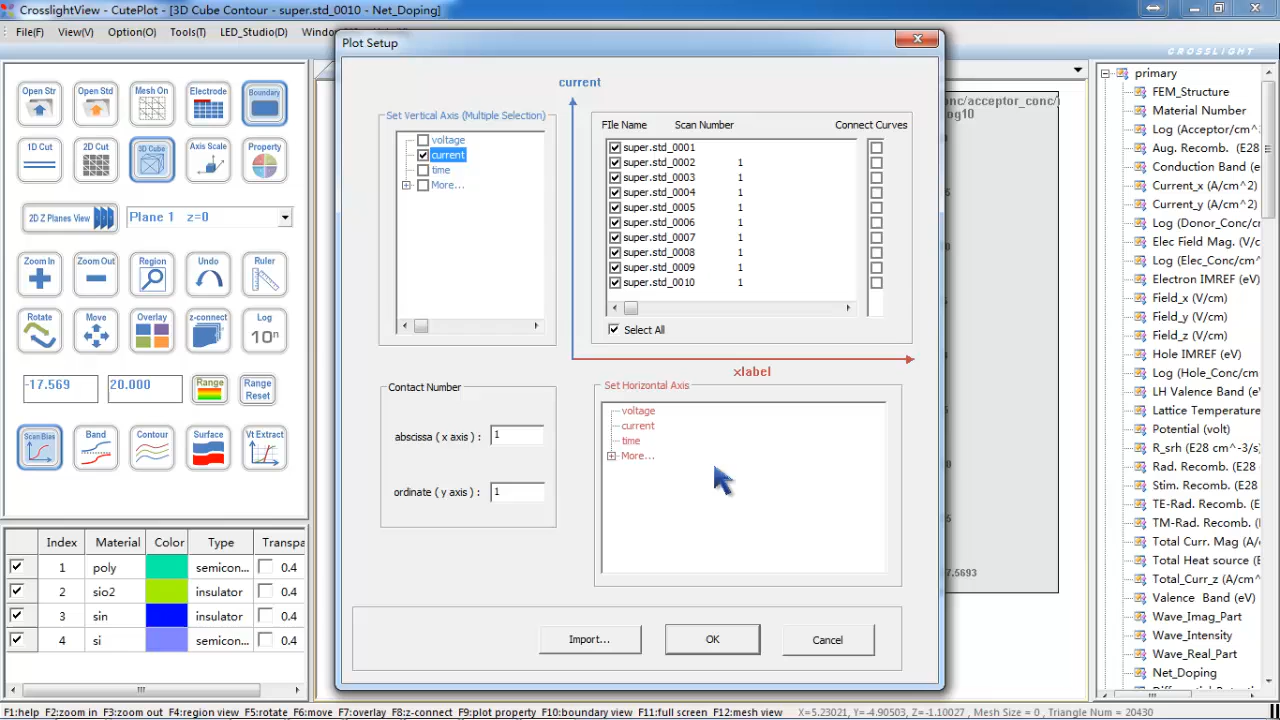 CrosslightView - CutePlot - [3D Cube Contour - super.std_0010 - Net_Doping]
File(F) View(V) Option(O) Tools(T) LED_Studio(D) Window
Plot Setup
CROSSLIGHT
Open Str Open Std Mesh On Electrode Boundary
1D Cut 2D Cut 3D Cube Axis Scale Property
2D Z Planes View Plane 1 z=0
Zoom In Zoom Out Region Undo Ruler
Rotate Move Overlay z-connect Log
10ⁿ
-17.569 20.000 Range Range Reset
Scan Bias Band Contour Surface Vt Extract
Index Material Color Type Transpa
1 poly semicon... 0.4
2 sio2 insulator 0.4
3 sin insulator 0.4
4 si semicon... 0.4
current
Set Vertical Axis (Multiple Selection)
voltage
current
time
More...
FIle Name Scan Number Connect Curves
super.std_0001
super.std_0002 1
super.std_0003 1
super.std_0004 1
super.std_0005 1
super.std_0006 1
super.std_0007 1
super.std_0008 1
super.std_0009 1
super.std_0010 1
Select All
xlabel
Contact Number
abscissa ( x axis ) : 1
ordinate ( y axis ) : 1
Set Horizontal Axis
voltage
current
time
More...
Import... OK Cancel
onc/acceptor_conc/
og10
.5693
primary
FEM_Structure
Material Number
Log (Acceptor/cm^2)
Aug. Recomb. (E28
Conduction Band (e
Current_x (A/cm^2)
Current_y (A/cm^2)
Log (Donor_Conc/cm
Elec Field Mag. (V/c
Log (Elec_Conc/cm^
Electron IMREF (eV)
Field_x (V/cm)
Field_y (V/cm)
Field_z (V/cm)
Hole IMREF (eV)
Log (Hole_Conc/cm
LH Valence Band (e
Lattice Temperature
Potential (volt)
R_srh (E28 cm^-3/s)
Rad. Recomb. (E28
Stim. Recomb. (E28
TE-Rad. Recomb. (E
TM-Rad. Recomb. (
Total Curr. Mag (A/
Total Heat source (
Total_Curr_z (A/cm^
Valence Band (eV)
Wave_Imag_Part
Wave_Intensity
Wave_Real_Part
Net_Doping
F1:help F2:zoom in F3:zoom out F4:region view F5:rotate F6:move F7:overlay F8:z-connect F9:plot property F10:boundary view F11:full screen F12:mesh view X=5.23021, Y=-4.90503, Z=-1.10027 , Mesh Size = 0 , Triangle Num = 20430